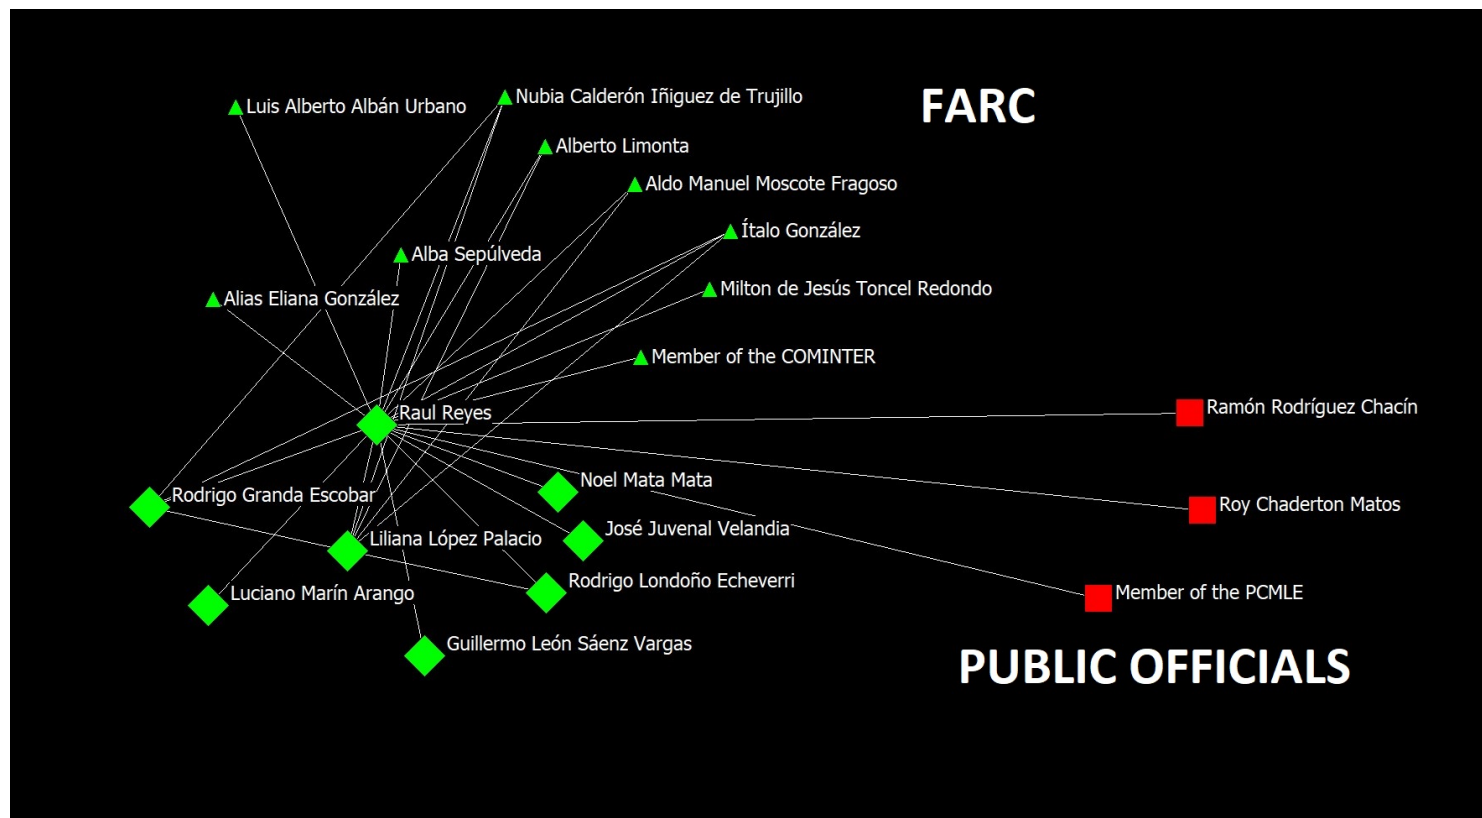 Nubia Calderón Iñiguez de Trujillo
Luis Alberto Albán Urbano
FARC
Alberto Limonta
Aldo Manuel Moscote Fragoso
Ítalo González
Alba Sepúlveda
Milton de Jesús Toncel Redondo
Alias Eliana González
Member of the COMINTER
Raul Reyes
Ramón Rodríguez Chacín
Noel Mata Mata
Rodrigo Granda Escobar
Roy Chaderton Matos
José Juvenal Velandia
Liliana López Palacio
Rodrigo Londoño Echeverri
Luciano Marín Arango
Member of the PCMLE
Guillermo León Sáenz Vargas
PUBLIC OFFICIALS